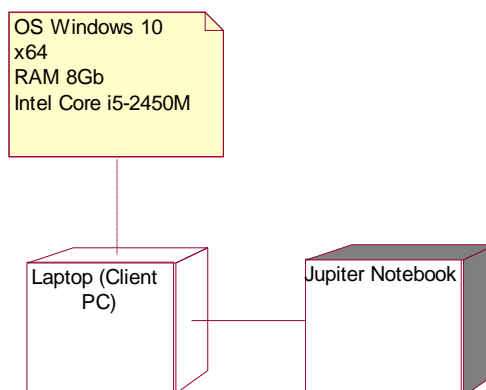 OS Windows 10
x64
RAM 8Gb
Intel Core i5-2450M
Laptop (Client
PC)
Jupiter Notebook